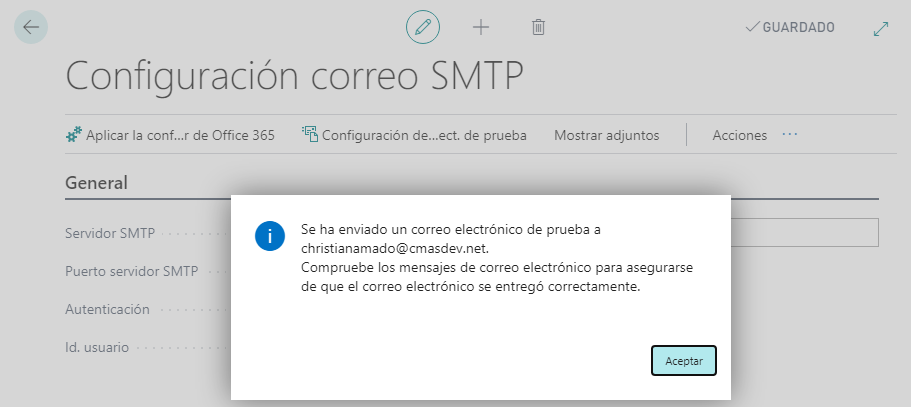 GUARDADO
Configuración correo SMTP
Aplicar la conf...r de Office 365
Configuración de...ect. de prueba
Mostrar adjuntos
Acciones
General
Servidor SMTP
Puerto servidor SMTP
Autenticación
Id. usuario
Se ha enviado un correo electrónico de prueba a
christianamado@cmasdev.net.
Compruebe los mensajes de correo electrónico para asegurarse
de que el correo electrónico se entregó correctamente.
Aceptar